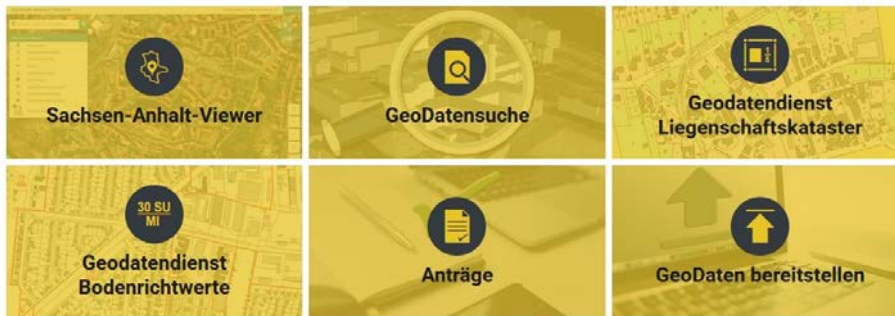 Sachsen-Anhalt-Viewer
GeoDatensuche
Geodatendienst
Liegenschaftskataster
30 SU
MI
Geodatendienst
Bodenrichtwerte
Anträge
GeoDaten bereitstellen